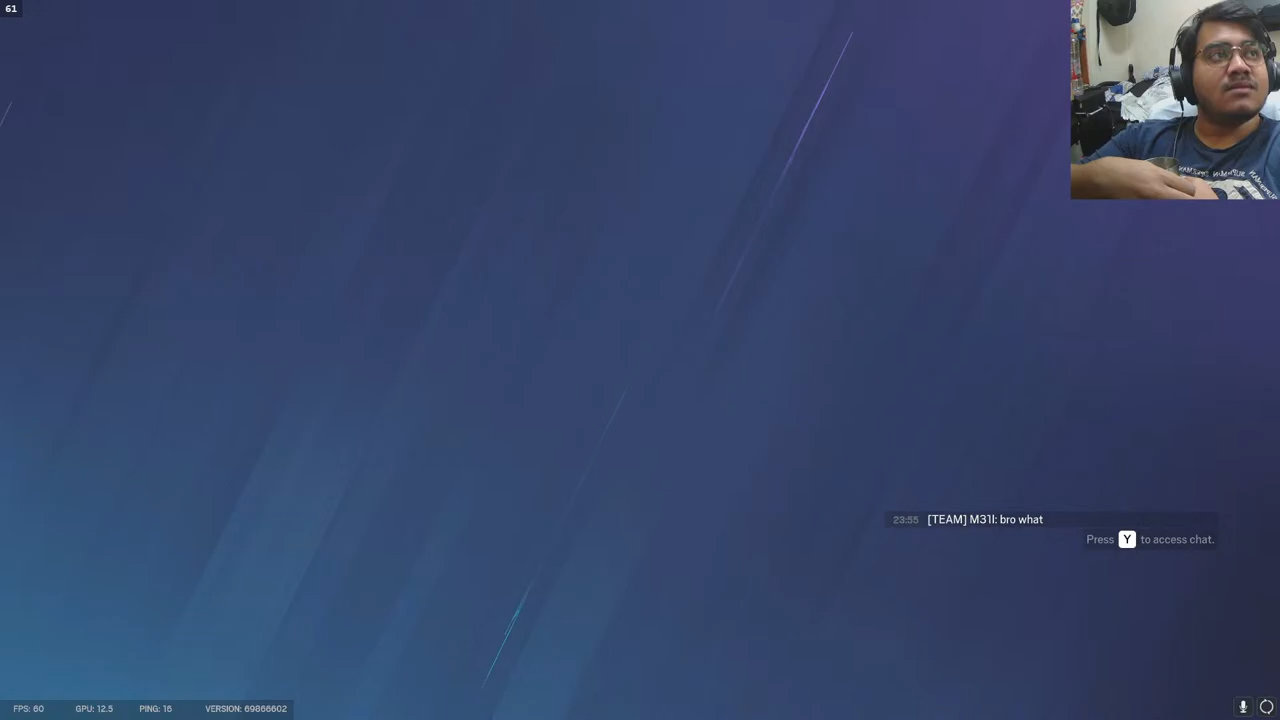 61
23:55 [TEAM] M31l: bro what
Press Y to access chat.
FPS: 60 GPU: 12.5 PING: 15 VERSION: 69866602